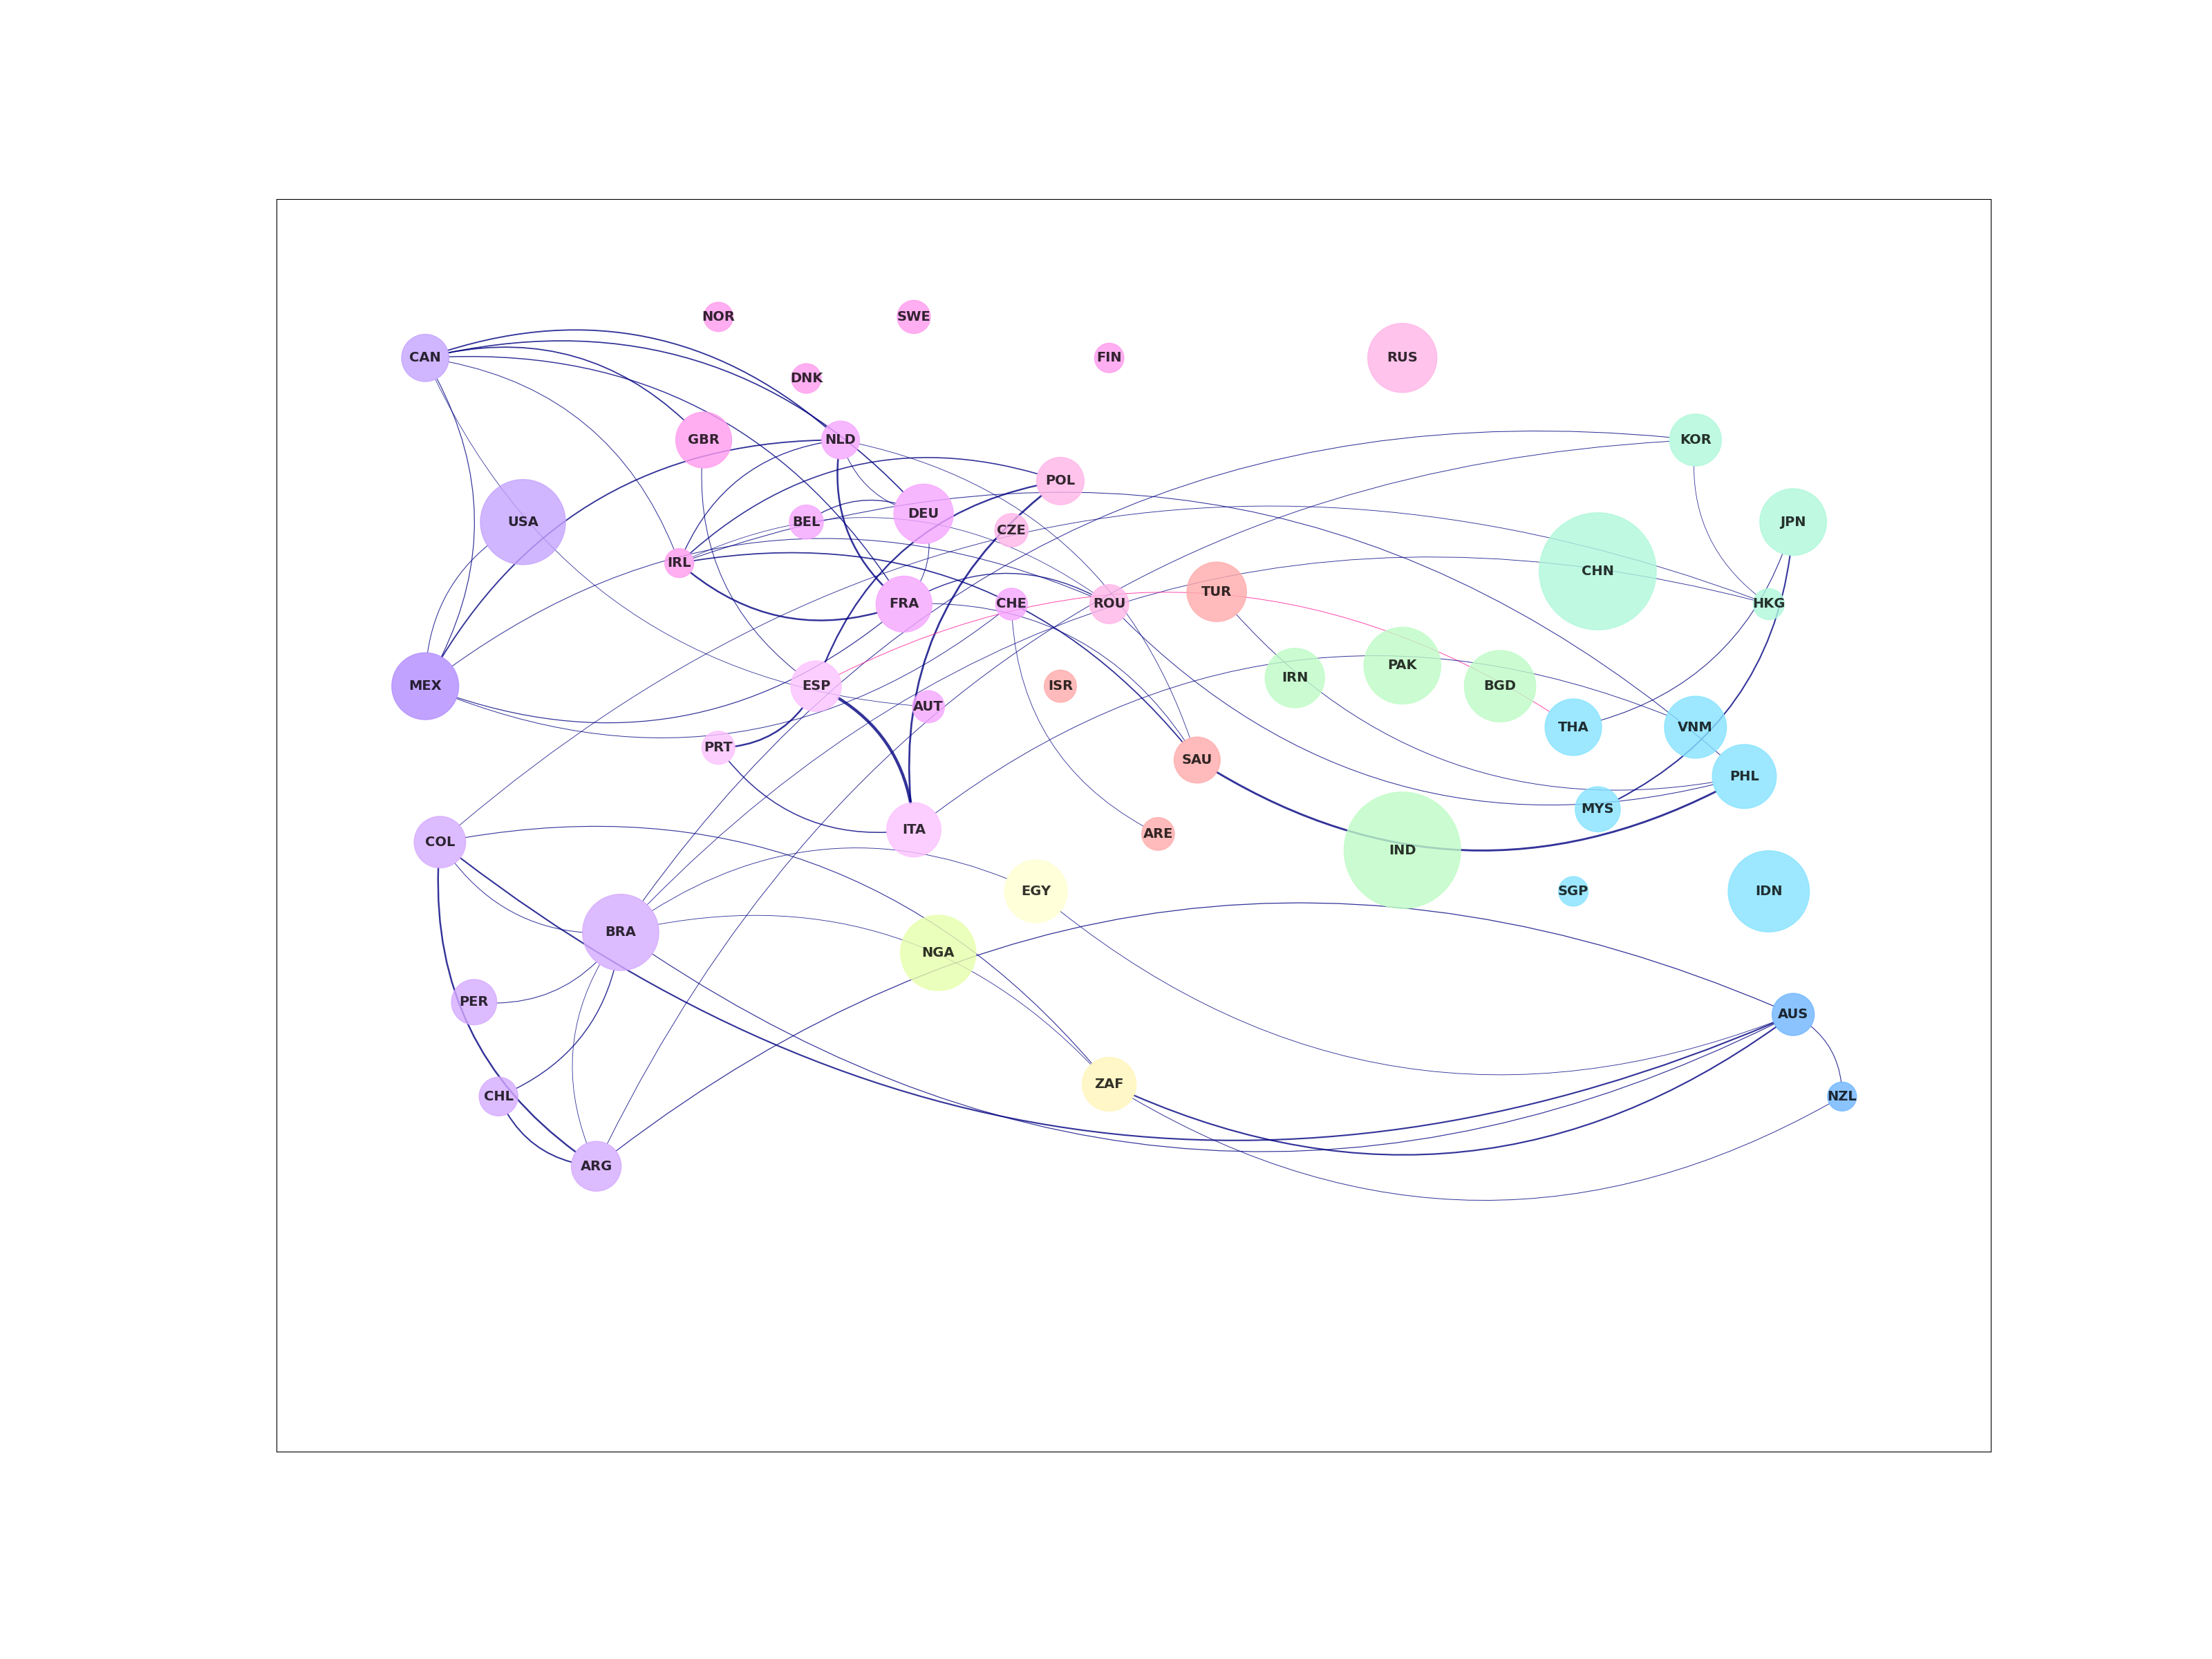 NOR
SWE
CAN
FIN
RUS
DNK
GBR
NLD
KOR
POL
USA
BEL
DEU
CZE
JPN
IRL
CHN
TUR
FRA
CHE
ROU
HKG
PAK
IRN
MEX
ESP
ISR
BGD
AUT
THA
VNM
PRT
SAU
PHL
MYS
ITA
ARE
COL
IND
EGY
SGP
IDN
BRA
NGA
PER
AUS
ZAF
CHL
NZL
ARG